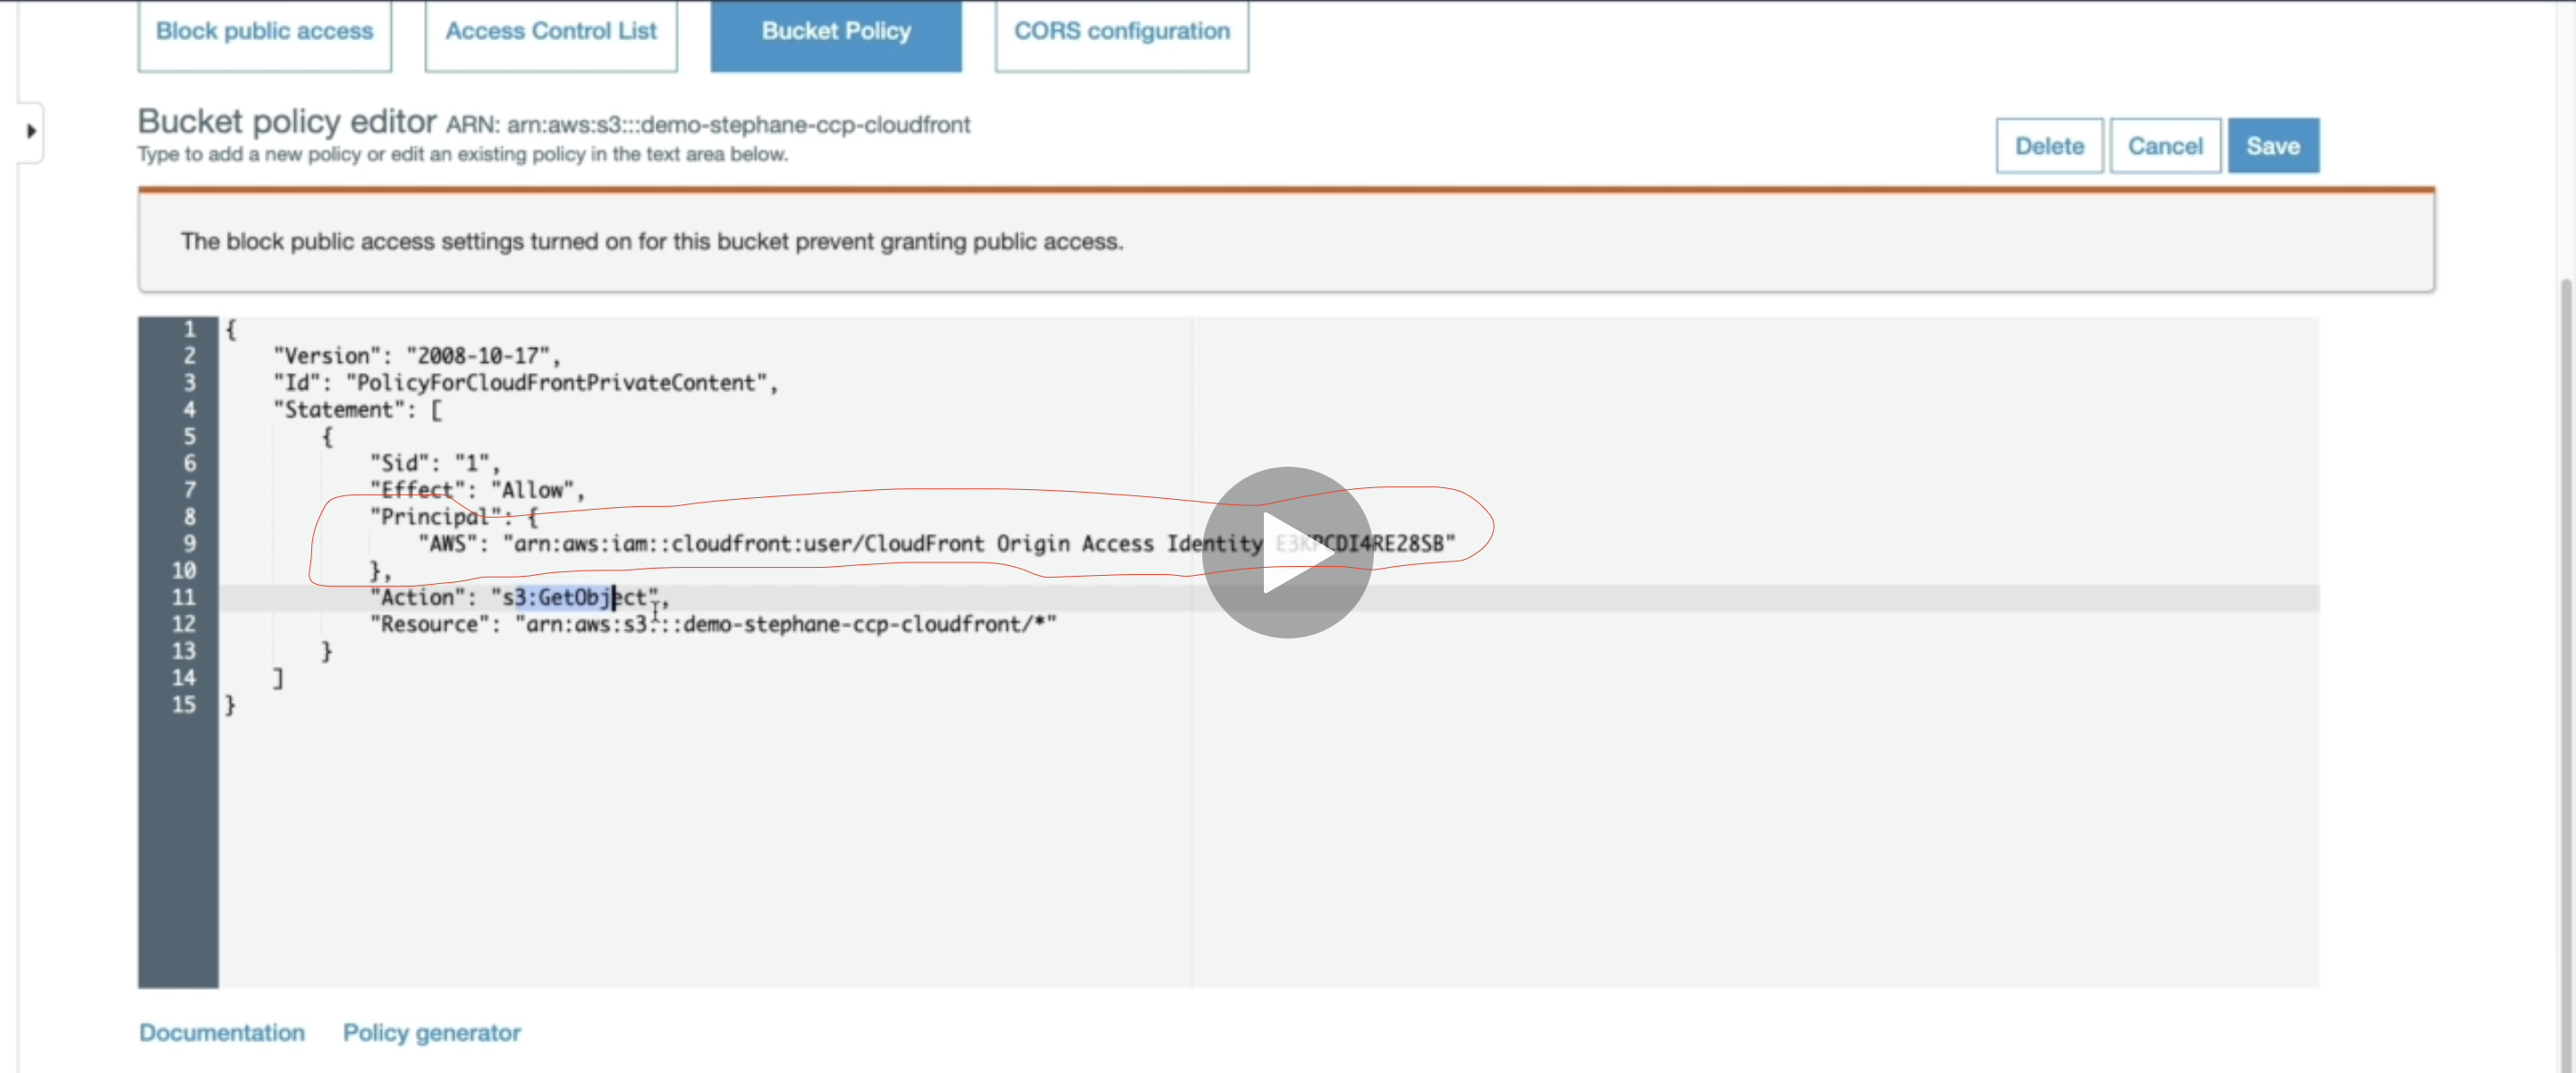 Block public access
Access Control List
Bucket Policy
CORS configuration
Bucket policy editor ARN: arn:aws:s3:::demo-stephane-ccp-cloudfront
Type to add a new policy or edit an existing policy in the text area below.
Delete
Cancel
Save
The block public access settings turned on for this bucket prevent granting public access.
1 {
2 "Version": "2008-10-17",
3 "Id": "PolicyForCloudFrontPrivateContent",
4 "Statement": [
5 {
6 "Sid": "1",
7 "Effect": "Allow",
8 "Principal": {
9 "AWS": "arn:aws:iam::cloudfront:user/CloudFront Origin Access Identity
10 },
11 "Action": "s3:GetObject",
12 "Resource": "arn:aws:s3:::demo-stephane-ccp-cloudfront/*"
13 }
14 ]
15 }
Documentation
Policy generator